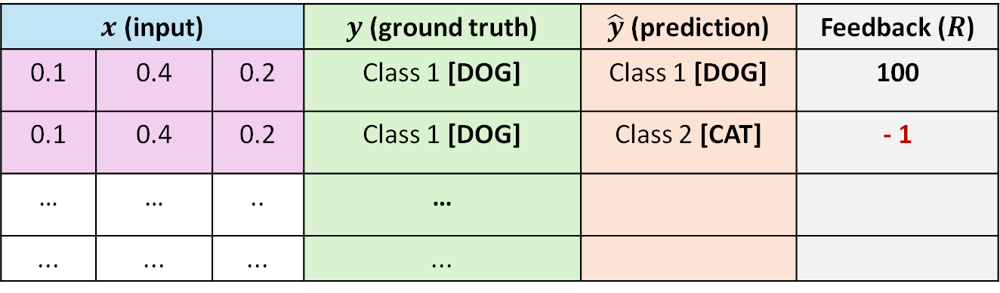 x (input) y (ground truth) ŷ (prediction) Feedback (R)
0.1 0.4 0.2 Class 1 [DOG] Class 1 [DOG] 100
0.1 0.4 0.2 Class 1 [DOG] Class 2 [CAT] - 1
... ... .. ...
... ... ... ...